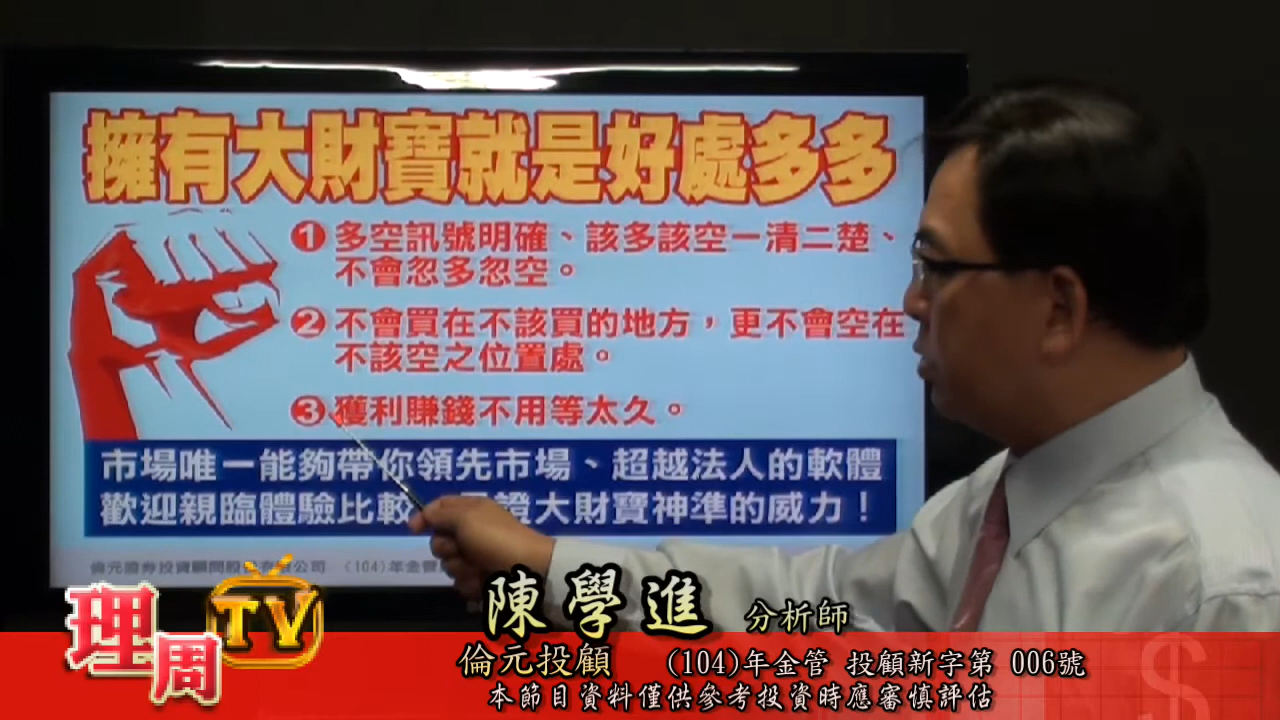 擁有大財寶就是好處多多
❶多空訊號明確、該多該空一清二楚、
不會忽多忽空。
❷不會買在不該買的地方，更不會空在
不該空之位置處。
❸獲利賺錢不用等太久。
市場唯一能夠帶你領先市場、超越法人的軟體
歡迎親臨體驗比較 證大財寶神準的威力！
倫元證券投資顧問股份有限公司 (104)年金管
理周TV
陳學進 分析師
倫元投顧 (104)年金管 投顧新字第 006號
本節目資料僅供參考投資時應審慎評估